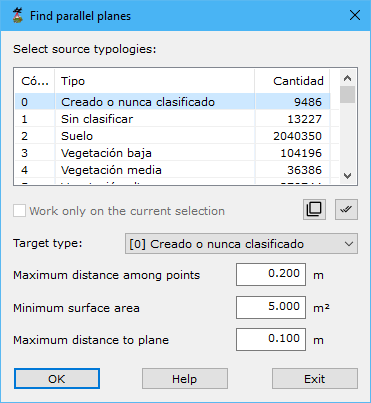 Find parallel planes
Select source typologies:
Có... Tipo Cantidad
0 Creado o nunca clasificado 9486
1 Sin clasificar 13227
2 Suelo 2040350
3 Vegetación baja 104196
4 Vegetación media 36386
Work only on the current selection
Target type: [0] Creado o nunca clasificado
Maximum distance among points 0.200 m
Minimum surface area 5.000 m²
Maximum distance to plane 0.100 m
OK Help Exit